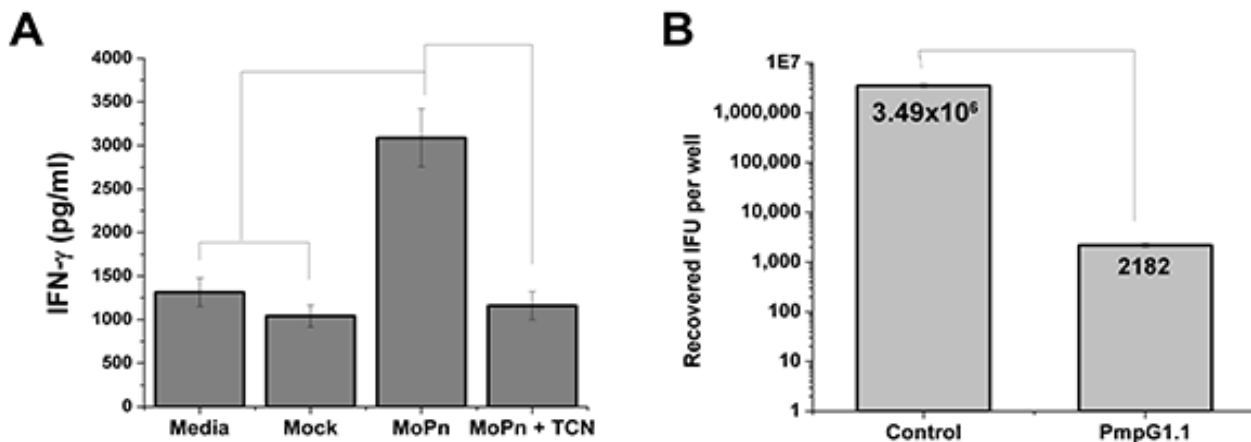 A
IFN-γ (pg/ml)
4000
3500
3000
2500
2000
1500
1000
500
0
Media Mock MoPn MoPn + TCN
B
Recovered IFU per well
1E7
1,000,000
100,000
10,000
1,000
100
10
1
3.49x10⁶
2182
Control PmpG1.1